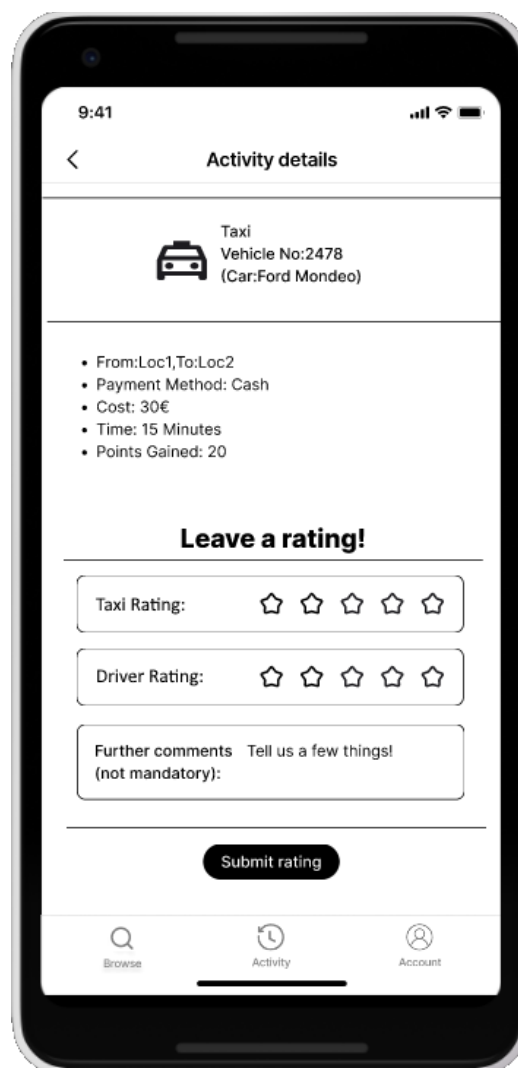 9:41
Activity details
Taxi
Vehicle No:2478
(Car:Ford Mondeo)
• From:Loc1,To:Loc2
• Payment Method: Cash
• Cost: 30€
• Time: 15 Minutes
• Points Gained: 20
Leave a rating!
Taxi Rating:
Driver Rating:
Further comments Tell us a few things!
(not mandatory):
Submit rating
Browse Activity Account